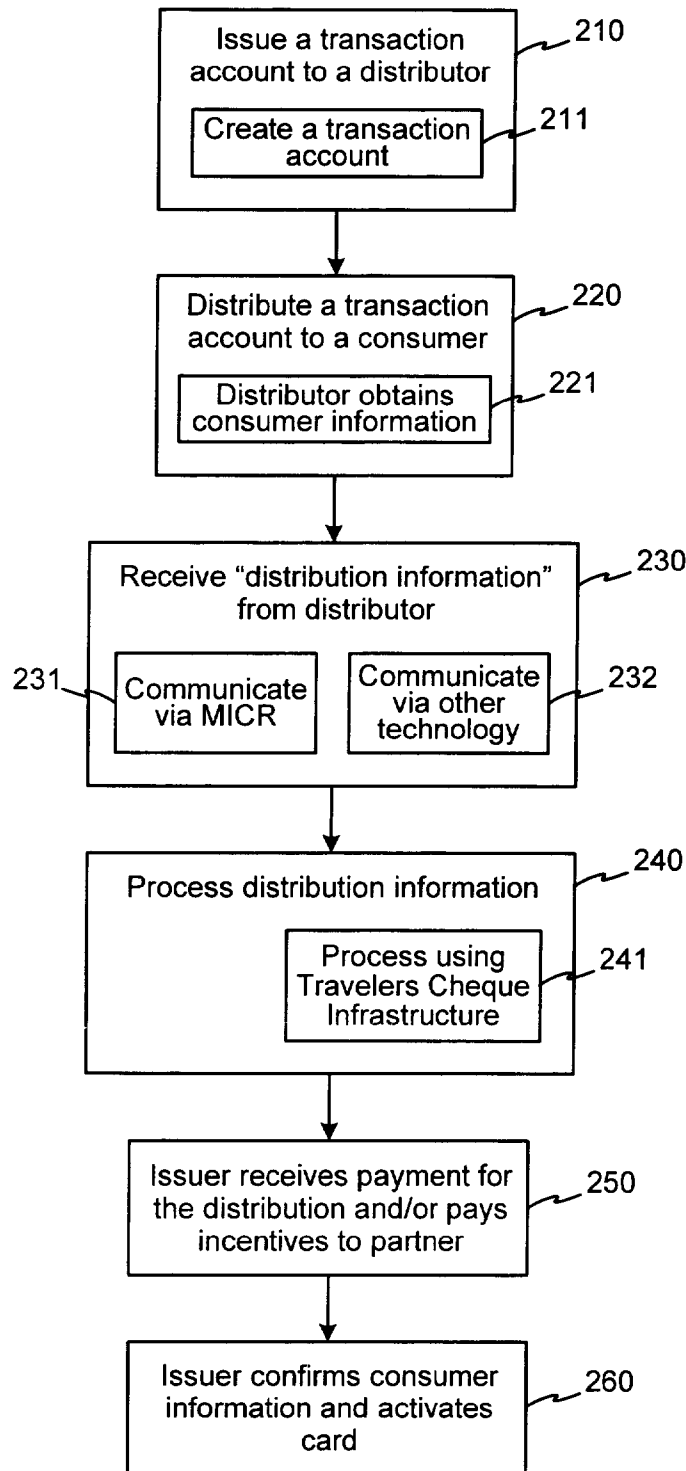 Issue a transaction
account to a distributor
210
Create a transaction
account
211
Distribute a transaction
account to a consumer
220
Distributor obtains
consumer information
221
Receive “distribution information”
from distributor
230
231
Communicate
via MICR
Communicate
via other
technology
232
Process distribution information
240
Process using
Travelers Cheque
Infrastructure
241
Issuer receives payment for
the distribution and/or pays
incentives to partner
250
Issuer confirms consumer
information and activates
card
260